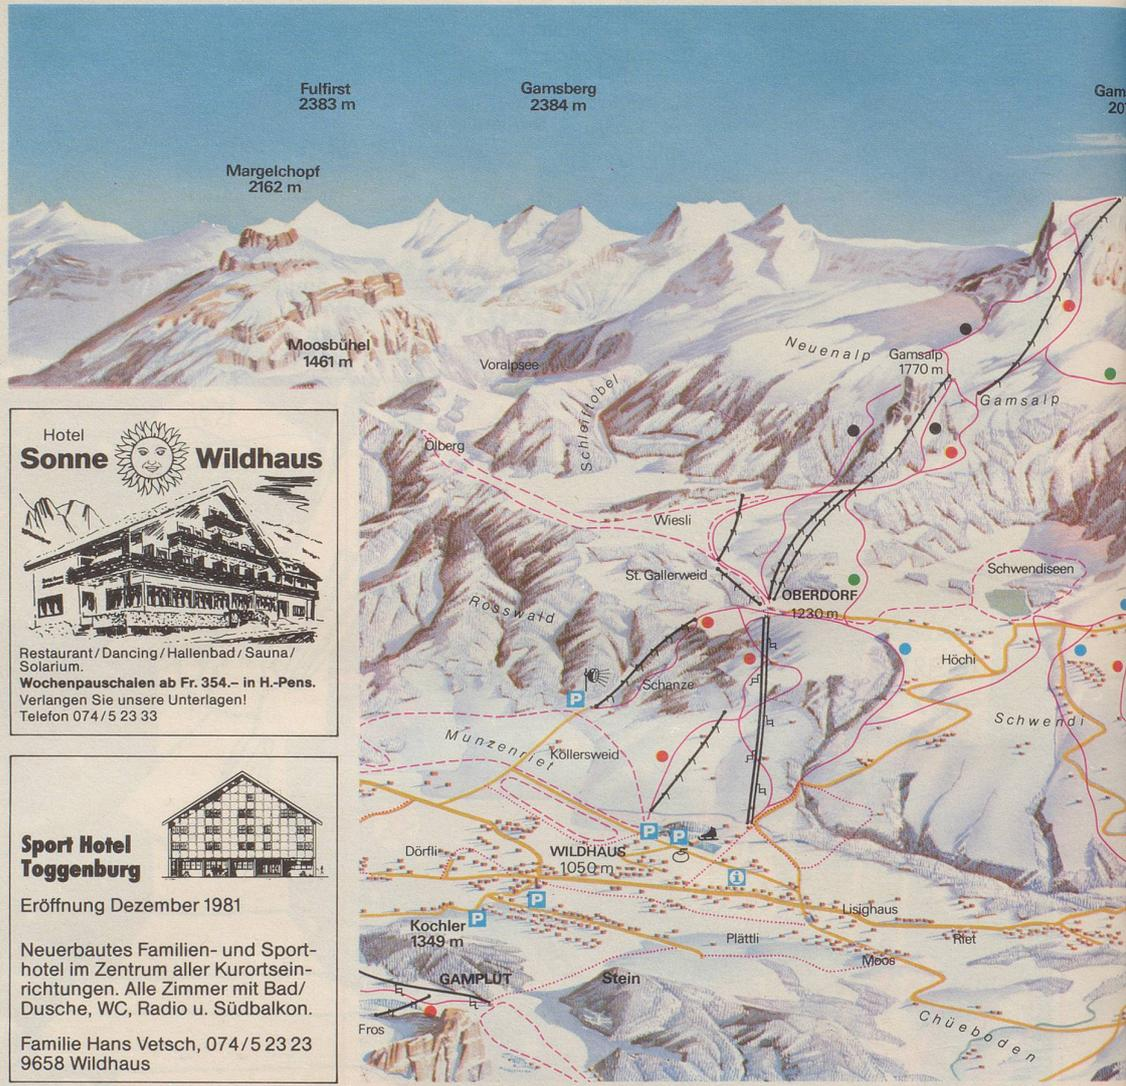 Fulfirst
2383 m
Gamsberg
2384 m
Gam
20
Margelchopf
2162 m
Moosbühel
1461 m
Voralpsee
Neuenalp
Gamsalp
1770 m
Gamsalp
Schleiftobel
Ölberg
Wiesli
St. Gallerweid
OBERDORF
1230 m
Schwendiseen
Rosswald
Höchi
Schanze
P
Schwendi
Munzenriet
Köllersweid
P
P
WILDHAUS
1050 m
Dörfli
i
P
P
Lisighaus
Kochler
1349 m
Plättli
Riet
Moos
GAMPLÜT
Stein
Fros
Chüeboden
Hotel
Sonne Wildhaus
Restaurant/Dancing/Hallenbad/Sauna/
Solarium.
Wochenpauschalen ab Fr. 354.– in H.-Pens.
Verlangen Sie unsere Unterlagen!
Telefon 074/5 23 33
Sport Hotel
Toggenburg
Eröffnung Dezember 1981
Neuerbautes Familien- und Sport-
hotel im Zentrum aller Kurortsein-
richtungen. Alle Zimmer mit Bad/
Dusche, WC, Radio u. Südbalkon.
Familie Hans Vetsch, 074/5 23 23
9658 Wildhaus